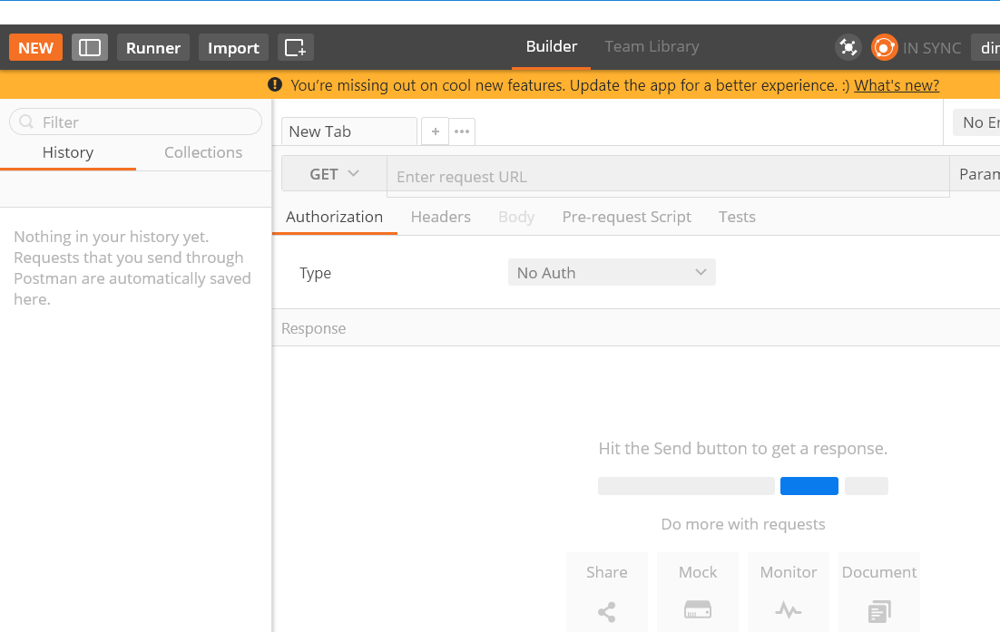 NEW Runner Import Builder Team Library IN SYNC
You're missing out on cool new features. Update the app for a better experience. :) What's new?
Filter
History Collections
Nothing in your history yet.
Requests that you send through
Postman are automatically saved
here.
New Tab + No
GET Enter request URL
Authorization Headers Body Pre-request Script Tests
Type No Auth
Response
Hit the Send button to get a response.
Do more with requests
Share Mock Monitor Document